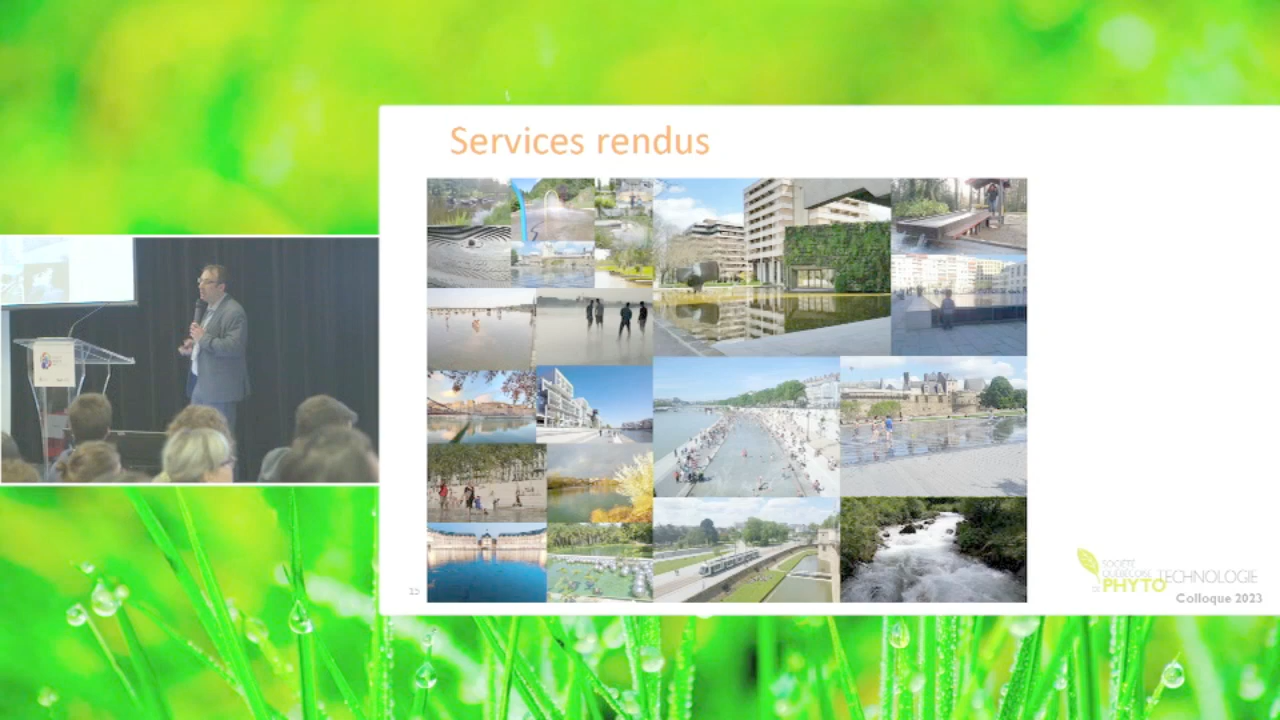 Services rendus
SOCIÉTÉ
QUÉBÉCOISE
DE PHYTOTECHNOLOGIE
Colloque 2023